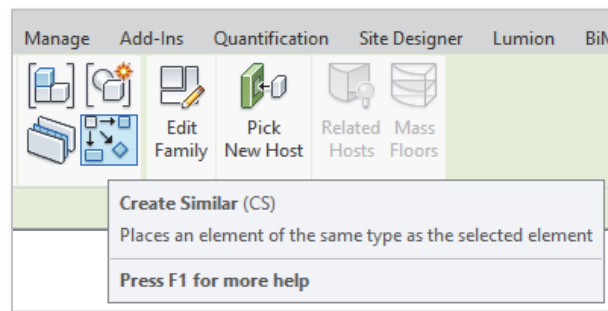 Manage Add-Ins Quantification Site Designer Lumion BiM
Edit Family
Pick New Host
Related Hosts
Mass Floors
Create Similar (CS)
Places an element of the same type as the selected element
Press F1 for more help